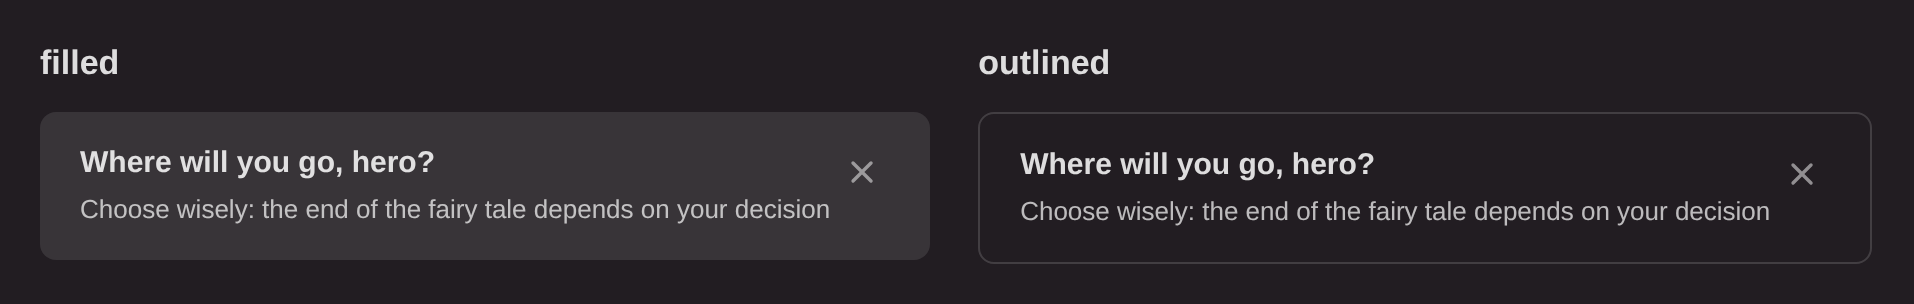 filled
Where will you go, hero?
Choose wisely: the end of the fairy tale depends on your decision
outlined
Where will you go, hero?
Choose wisely: the end of the fairy tale depends on your decision